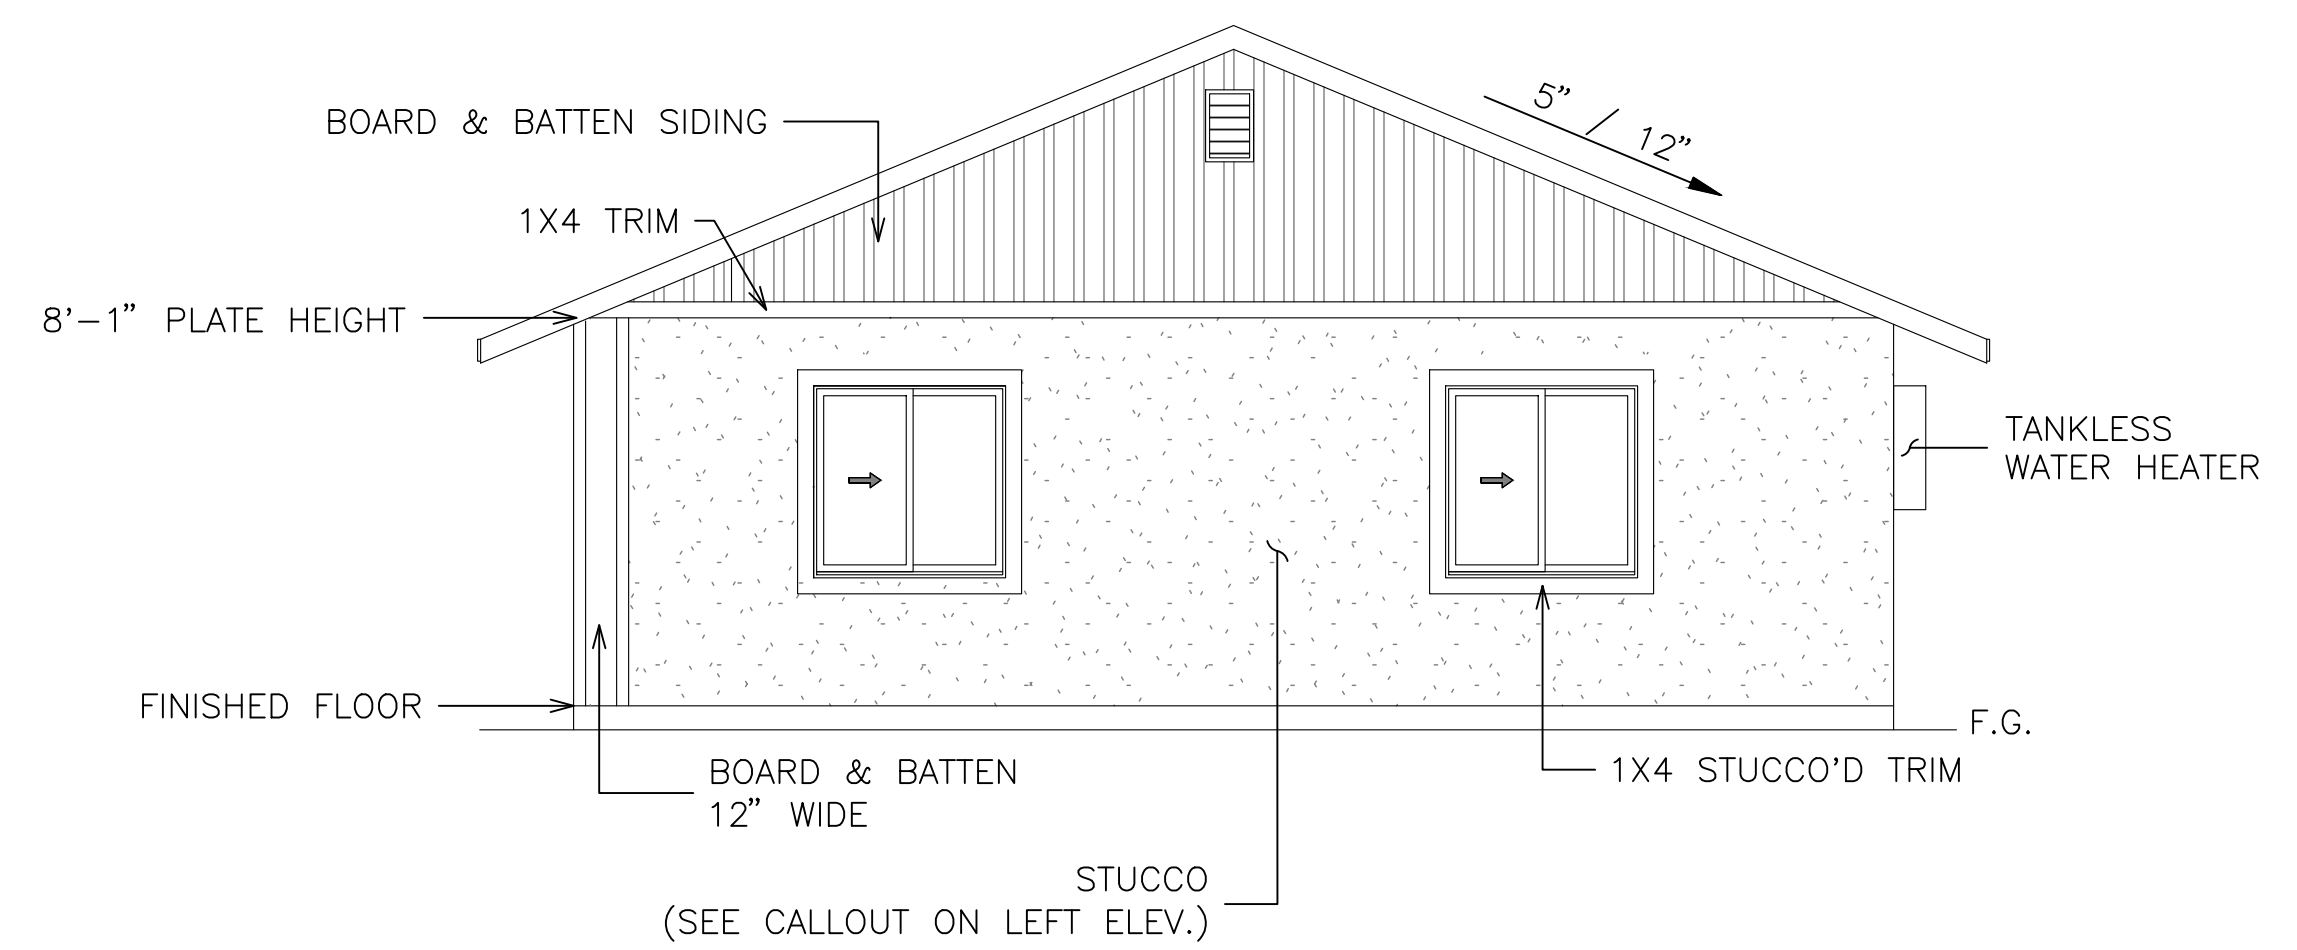 5” / 12”
BOARD & BATTEN SIDING
1X4 TRIM
8’-1” PLATE HEIGHT
TANKLESS
WATER HEATER
FINISHED FLOOR
F.G.
BOARD & BATTEN
12” WIDE
1X4 STUCCO’D TRIM
STUCCO
(SEE CALLOUT ON LEFT ELEV.)